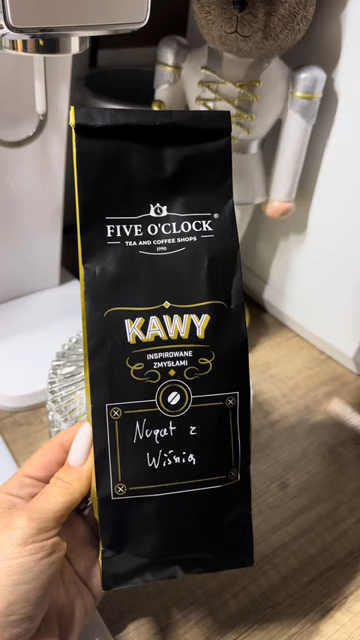 FIVE O'CLOCK®
TEA AND COFFEE SHOPS
1990
KAWY
INSPIROWANE
ZMYSŁAMI
Nugat z
Wiśnią